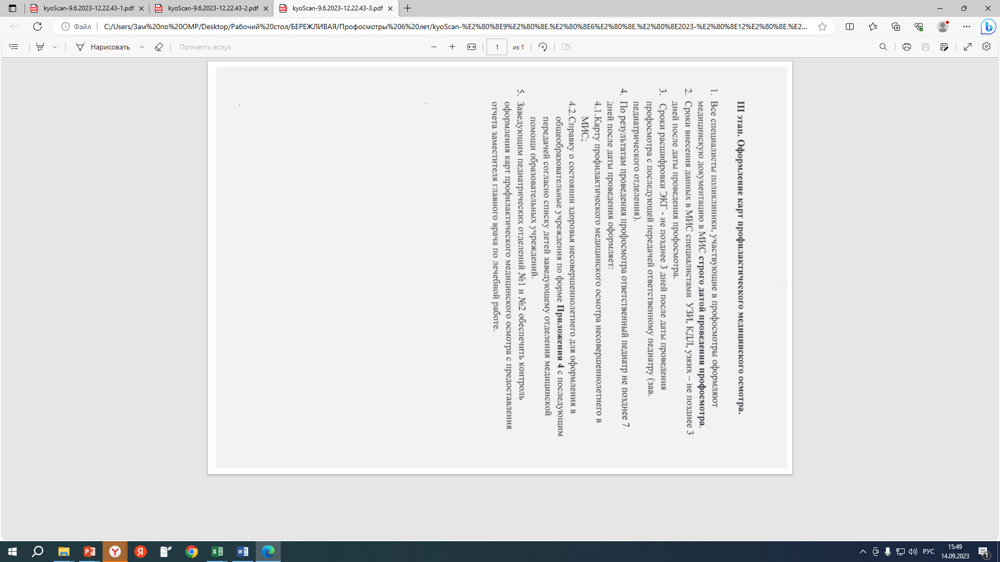 kyoScan-9.6.2023-12.22.43-1.pdf
kyoScan-9.6.2023-12.22.43-2.pdf
kyoScan-9.6.2023-12.22.43-3.pdf
Файл
C:/Users/Зам%20по%20ОМР/Desktop/Рабочий%20стол/БЕРЕЖЛИВАЯ/Профосмотры%206%20лет/kyoScan-%E2%80%8E9%E2%80%8E.%E2%80%8E6%E2%80%8E.%E2%80%8E2023-%E2%80%8E12%E2%80%8E.%E2...
Нарисовать
Прочесть вслух
1
из 1
III этап. Оформление карт профилактического медицинского осмотра.
1. Все специалисты поликлиники, участвующие в профосмотры оформляют
медицинскую документацию в МИС строго датой проведения профосмотра.
2. Сроки внесения данных в МИС специалистами УЗИ, КДЛ, узких – не позднее 3
дней после даты проведения профосмотра.
3. Сроки расшифровки ЭКГ - не позднее 3 дней после даты проведения
профосмотра с последующей передачей ответственному педиатру (зав.
педиатрического отделения).
4. По результатам проведения профосмотра ответственный педиатр не позднее 7
дней после даты проведения оформляет:
4.1.Карту профилактического медицинского осмотра несовершеннолетнего в
МИС;
4.2.Справку о состоянии здоровья несовершеннолетнего для оформления в
общеобразовательные учреждения по форме Приложения 4 с последующим
передачей согласно списку детей заведующему отделения медицинской
помощи образовательных учреждений.
5. Заведующим педиатрических отделений №1 и №2 обеспечить контроль
оформления карт профилактического медицинского осмотра с предоставления
отчета заместителя главного врача по лечебной работе.
РУС
15:49
14.09.2023
1